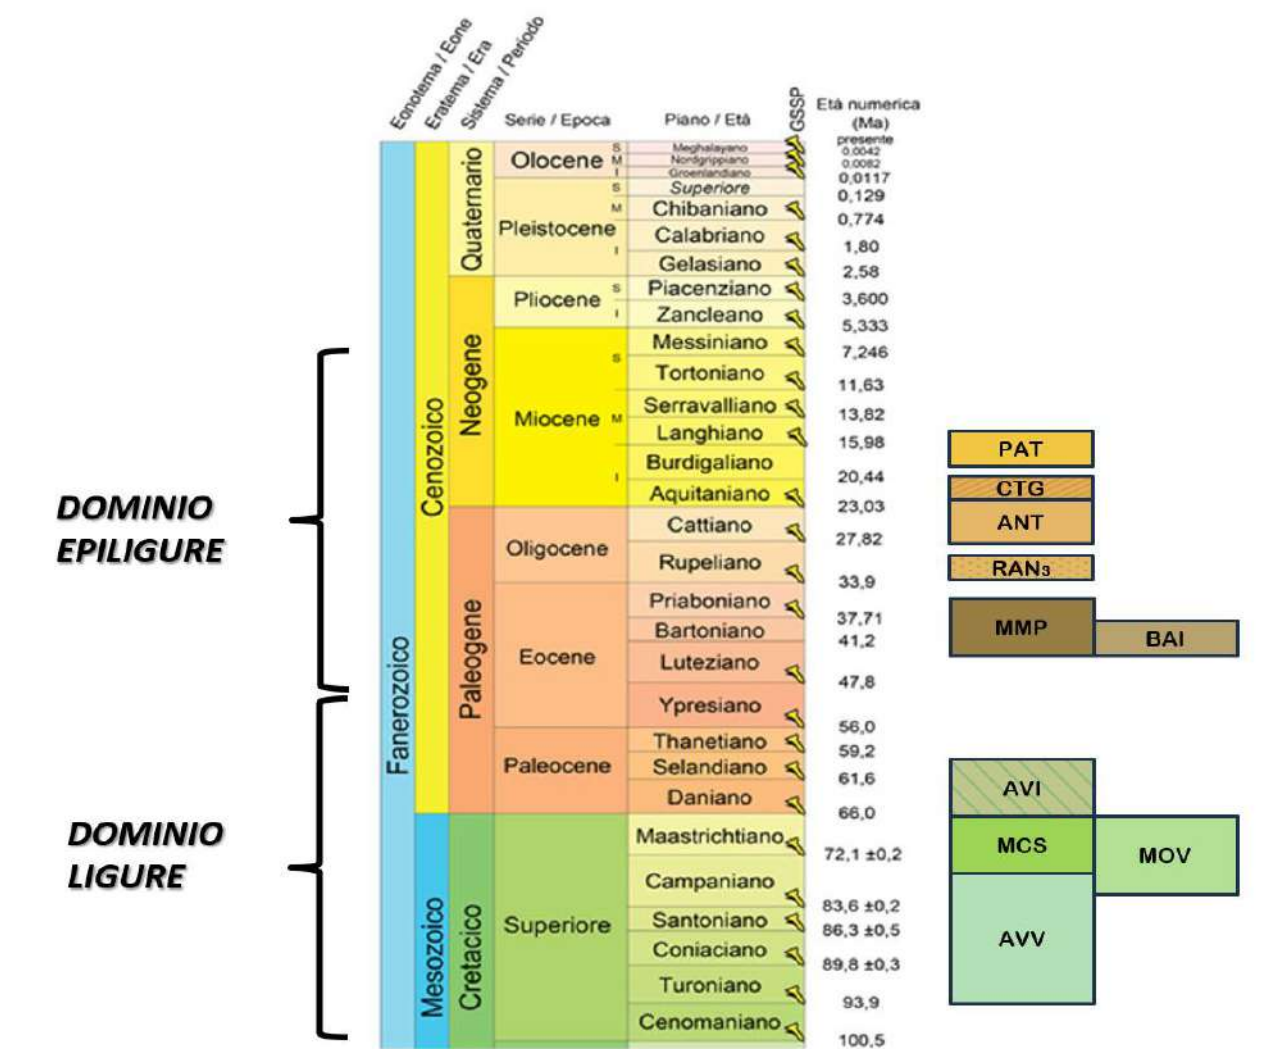 Eonotema / Eone
Eratema / Era
Sistema / Periodo
Serie / Epoca
Piano / Età
GSSP
Età numerica
(Ma)
presente
Fanerozoico
Cenozoico
Mesozoico
Quaternario
Neogene
Paleogene
Cretacico
Olocene
S
M
I
Meghalayano
Nordgrippiano
Groenlandiano
0,0042
0,0082
0,0117
Pleistocene
S
M
I
Superiore
0,129
Chibaniano
0,774
Calabriano
1,80
Gelasiano
2,58
Pliocene
S
I
Piacenziano
3,600
Zancleano
5,333
Miocene
S
M
I
Messiniano
7,246
Tortoniano
11,63
Serravalliano
13,82
Langhiano
15,98
Burdigaliano
20,44
Aquitaniano
23,03
Oligocene
Cattiano
27,82
Rupeliano
33,9
Eocene
Priaboniano
37,71
Bartoniano
41,2
Luteziano
47,8
Ypresiano
56,0
Paleocene
Thanetiano
59,2
Selandiano
61,6
Daniano
66,0
Superiore
Maastrichtiano
72,1 ±0,2
Campaniano
83,6 ±0,2
Santoniano
86,3 ±0,5
Coniaciano
89,8 ±0,3
Turoniano
93,9
Cenomaniano
100,5
DOMINIO
EPILIGURE
DOMINIO
LIGURE
PAT
CTG
ANT
RAN₃
MMP
BAI
AVI
MCS
MOV
AVV